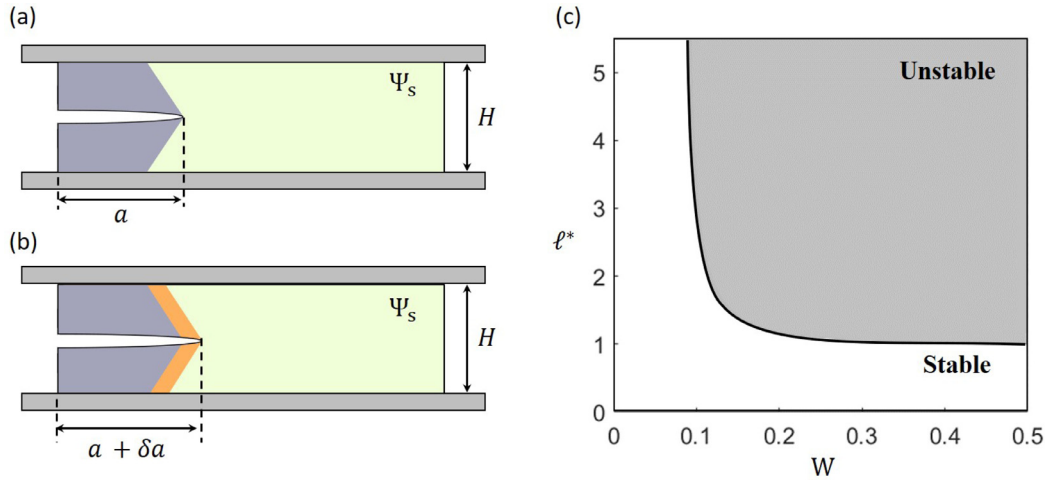 (a)
Ψs
H
a
(b)
Ψs
H
a + δa
(c)
Unstable
Stable
ℓ*
5
4
3
2
1
0
0
0.1
0.2
0.3
0.4
0.5
W